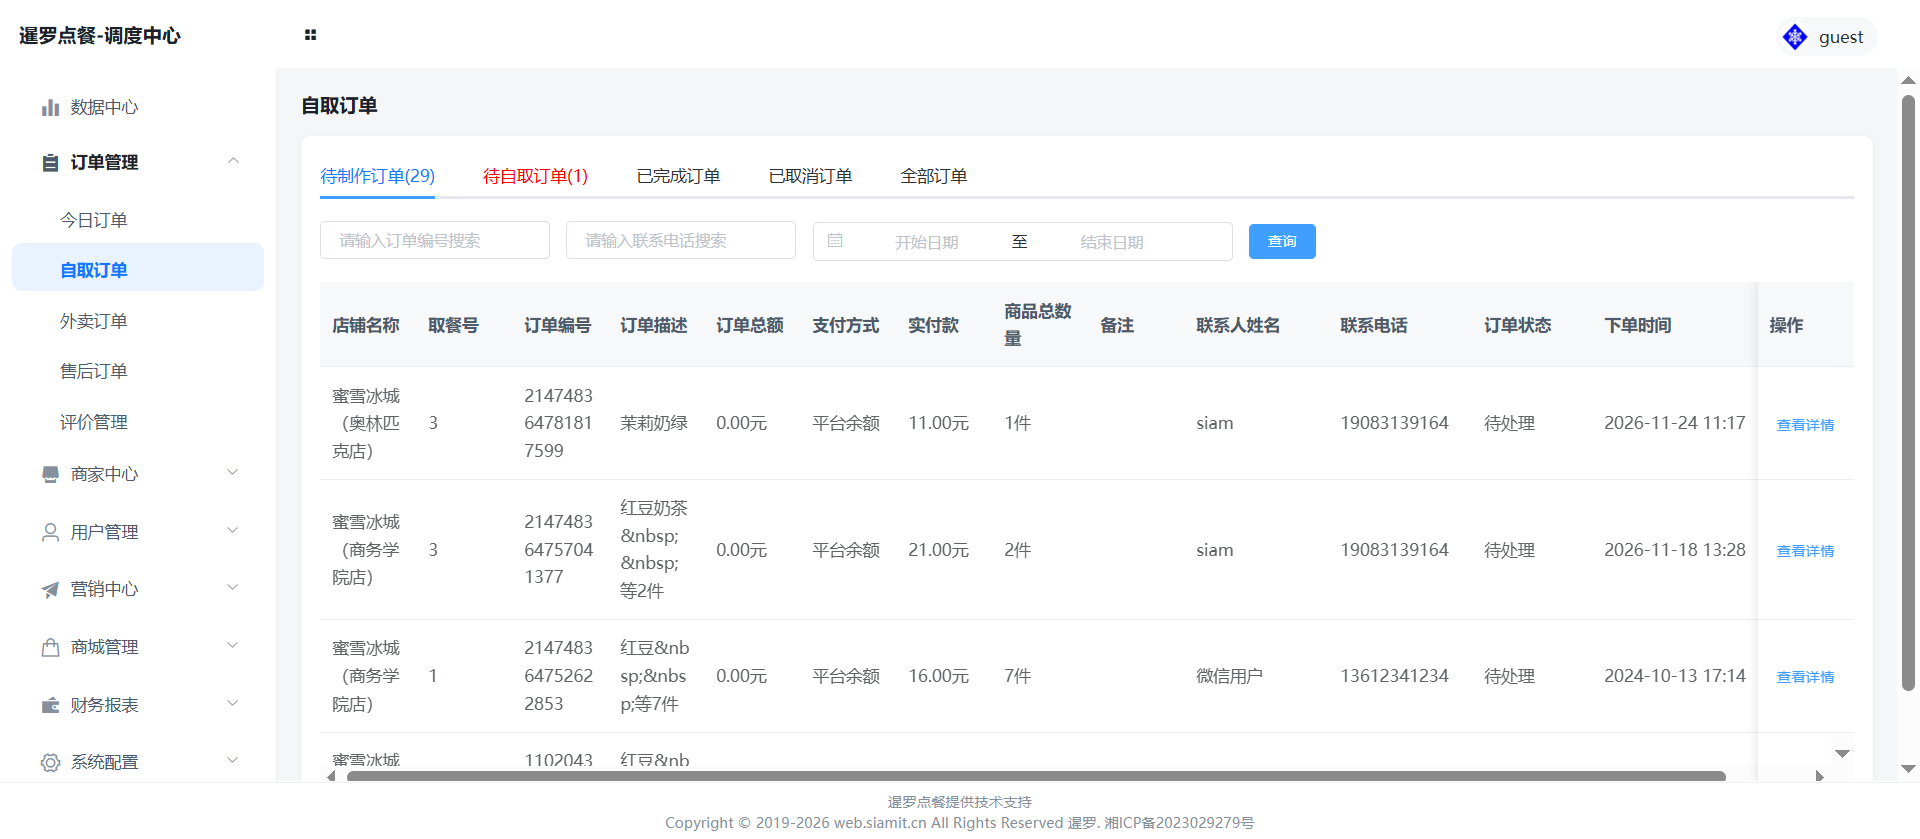 暹罗点餐-调度中心
guest
数据中心
订单管理
今日订单
自取订单
外卖订单
售后订单
评价管理
商家中心
用户管理
营销中心
商城管理
财务报表
系统配置
自取订单
待制作订单(29) 待自取订单(1) 已完成订单 已取消订单 全部订单
请输入订单编号搜索 请输入联系电话搜索 开始日期 至 结束日期 查询
店铺名称 取餐号 订单编号 订单描述 订单总额 支付方式 实付款 商品总数
量 备注 联系人姓名 联系电话 订单状态 下单时间 操作
蜜雪冰城
（奥林匹
克店）
3
2147483
6478181
7599
茉莉奶绿
0.00元 平台余额 11.00元 1件 siam 19083139164 待处理 2026-11-24 11:17 查看详情
蜜雪冰城
（商务学
院店）
3
2147483
6475704
1377
红豆奶茶
&nbsp;
&nbsp;
等2件
0.00元 平台余额 21.00元 2件 siam 19083139164 待处理 2026-11-18 13:28 查看详情
蜜雪冰城
（商务学
院店）
1
2147483
6475262
2853
红豆&nb
sp;&nbs
p;等7件
0.00元 平台余额 16.00元 7件 微信用户 13612341234 待处理 2024-10-13 17:14 查看详情
蜜雪冰城 1102043 红豆&nb
暹罗点餐提供技术支持
Copyright © 2019-2026 web.siamit.cn All Rights Reserved 暹罗. 湘ICP备2023029279号